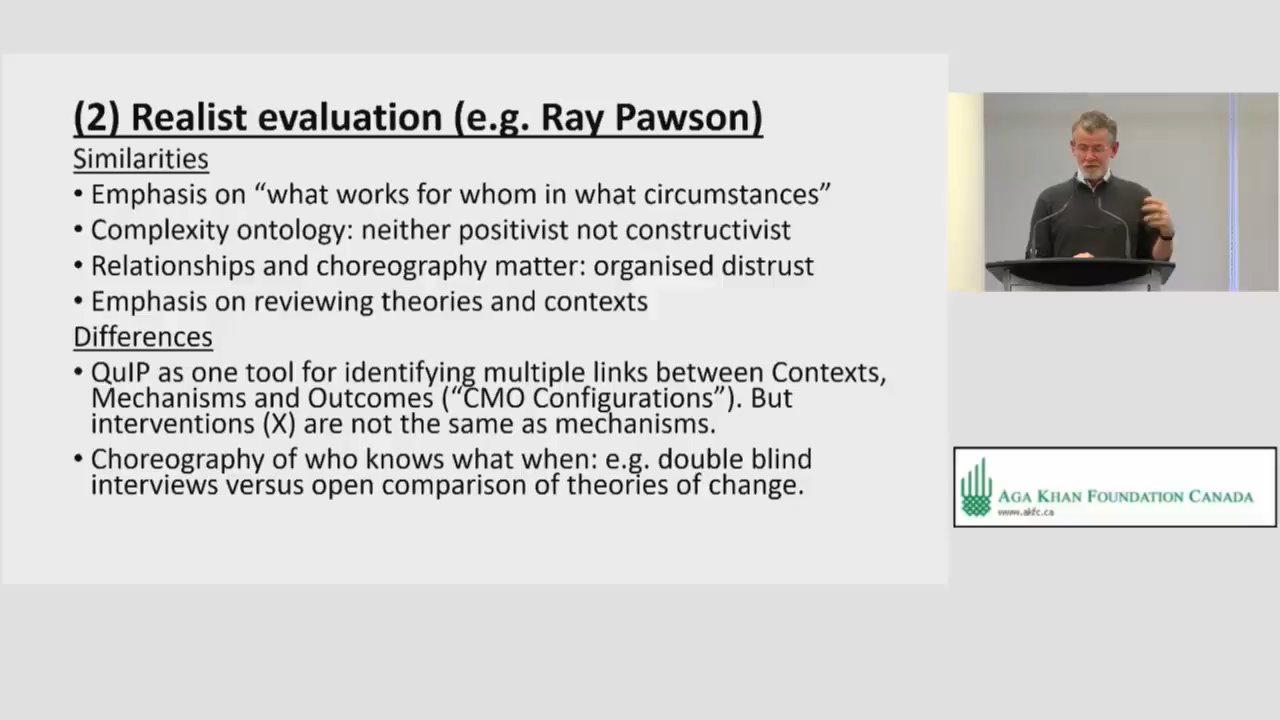 (2) Realist evaluation (e.g. Ray Pawson)
Similarities
• Emphasis on “what works for whom in what circumstances”
• Complexity ontology: neither positivist not constructivist
• Relationships and choreography matter: organised distrust
• Emphasis on reviewing theories and contexts
Differences
• QuIP as one tool for identifying multiple links between Contexts,
Mechanisms and Outcomes (“CMO Configurations”). But
interventions (X) are not the same as mechanisms.
• Choreography of who knows what when: e.g. double blind
interviews versus open comparison of theories of change.
AGA KHAN FOUNDATION CANADA
www.akfc.ca